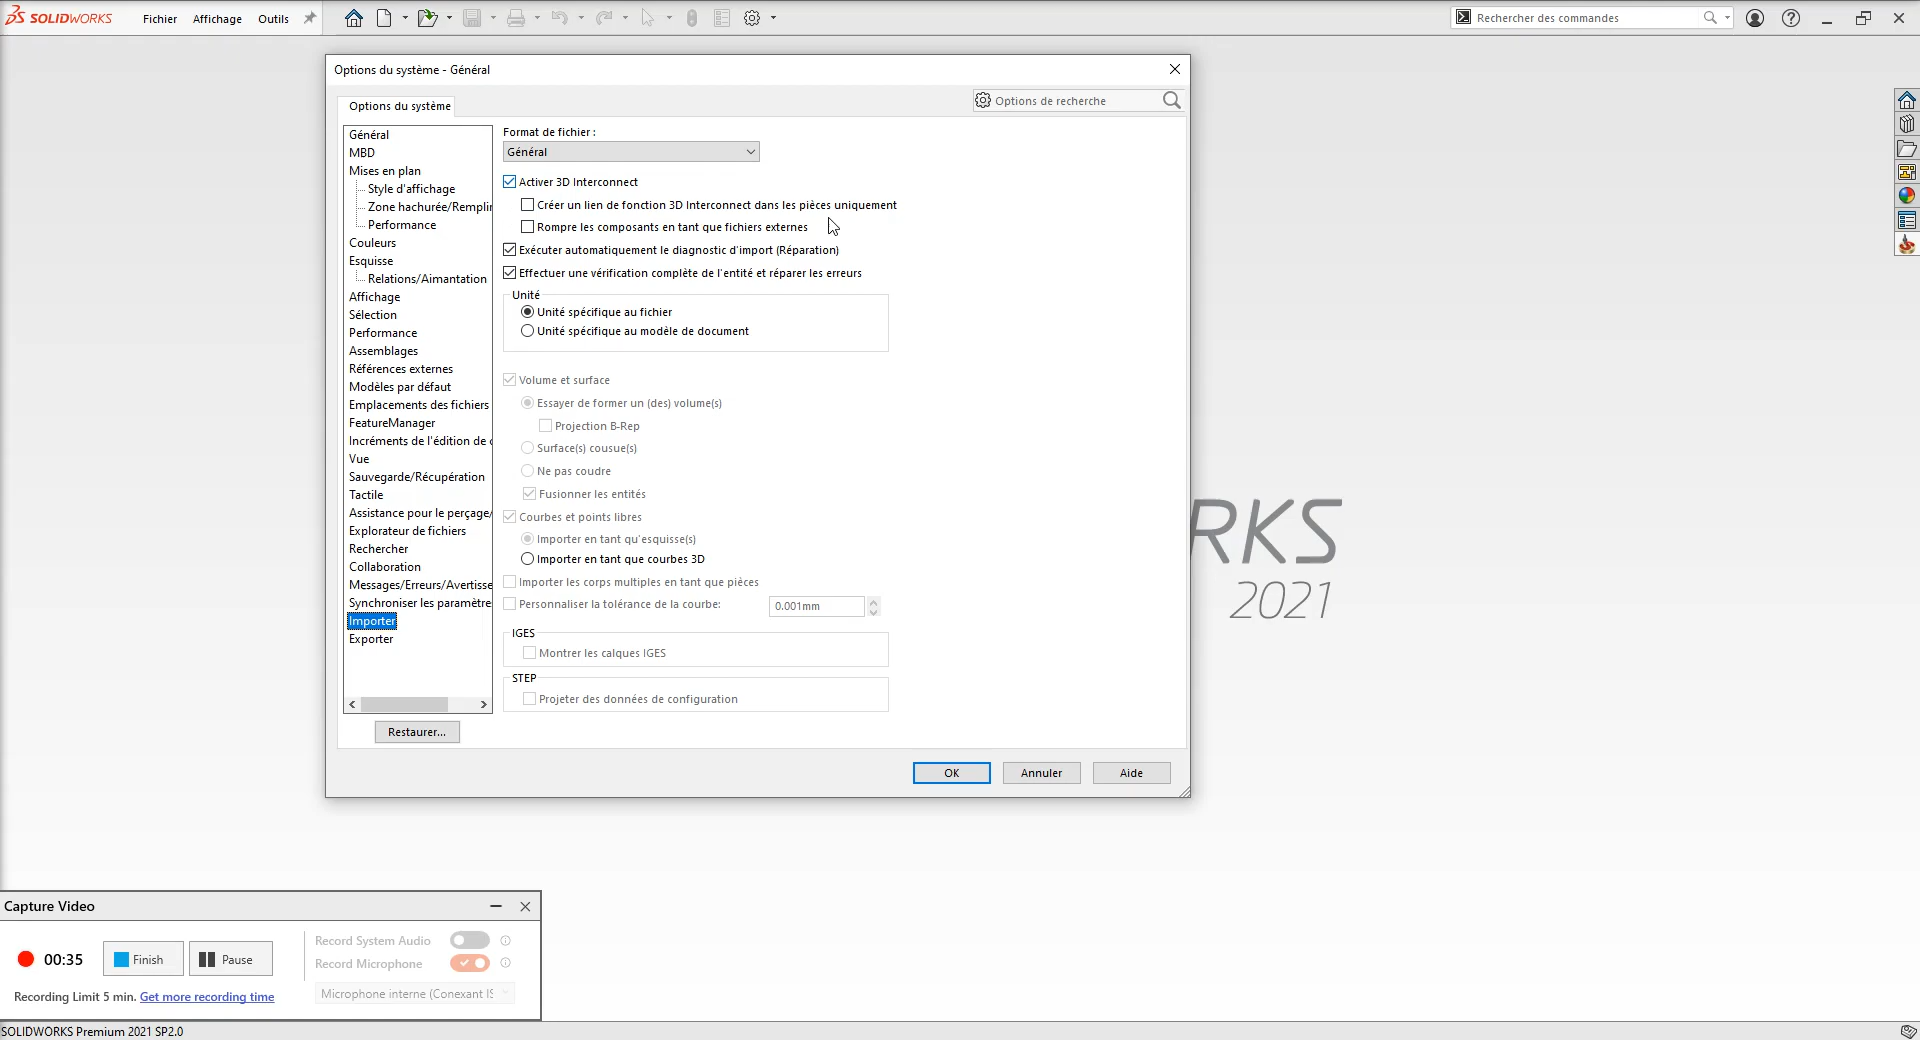 SOLIDWORKS
Fichier
Affichage
Outils
Rechercher des commandes
Options du système - Général
Options du système
Options de recherche
Général
MBD
Mises en plan
Style d'affichage
Zone hachurée/Remplir
Performance
Couleurs
Esquisse
Relations/Aimantation
Affichage
Sélection
Performance
Assemblages
Références externes
Modèles par défaut
Emplacements des fichiers
FeatureManager
Incréments de l'édition de c
Vue
Sauvegarde/Récupération
Tactile
Assistance pour le perçage/
Explorateur de fichiers
Rechercher
Collaboration
Messages/Erreurs/Avertisse
Synchroniser les paramètre
Importer
Exporter
Restaurer...
Format de fichier :
Général
Activer 3D Interconnect
Créer un lien de fonction 3D Interconnect dans les pièces uniquement
Rompre les composants en tant que fichiers externes
Exécuter automatiquement le diagnostic d'import (Réparation)
Effectuer une vérification complète de l'entité et réparer les erreurs
Unité
Unité spécifique au fichier
Unité spécifique au modèle de document
Volume et surface
Essayer de former un (des) volume(s)
Projection B-Rep
Surface(s) cousue(s)
Ne pas coudre
Fusionner les entités
Courbes et points libres
Importer en tant qu'esquisse(s)
Importer en tant que courbes 3D
Importer les corps multiples en tant que pièces
Personnaliser la tolérance de la courbe:
0.001mm
IGES
Montrer les calques IGES
STEP
Projeter des données de configuration
OK
Annuler
Aide
RKS
2021
Capture Video
00:35
Finish
Pause
Record System Audio
Record Microphone
Recording Limit 5 min. Get more recording time
Microphone interne (Conexant IS
SOLIDWORKS Premium 2021 SP2.0